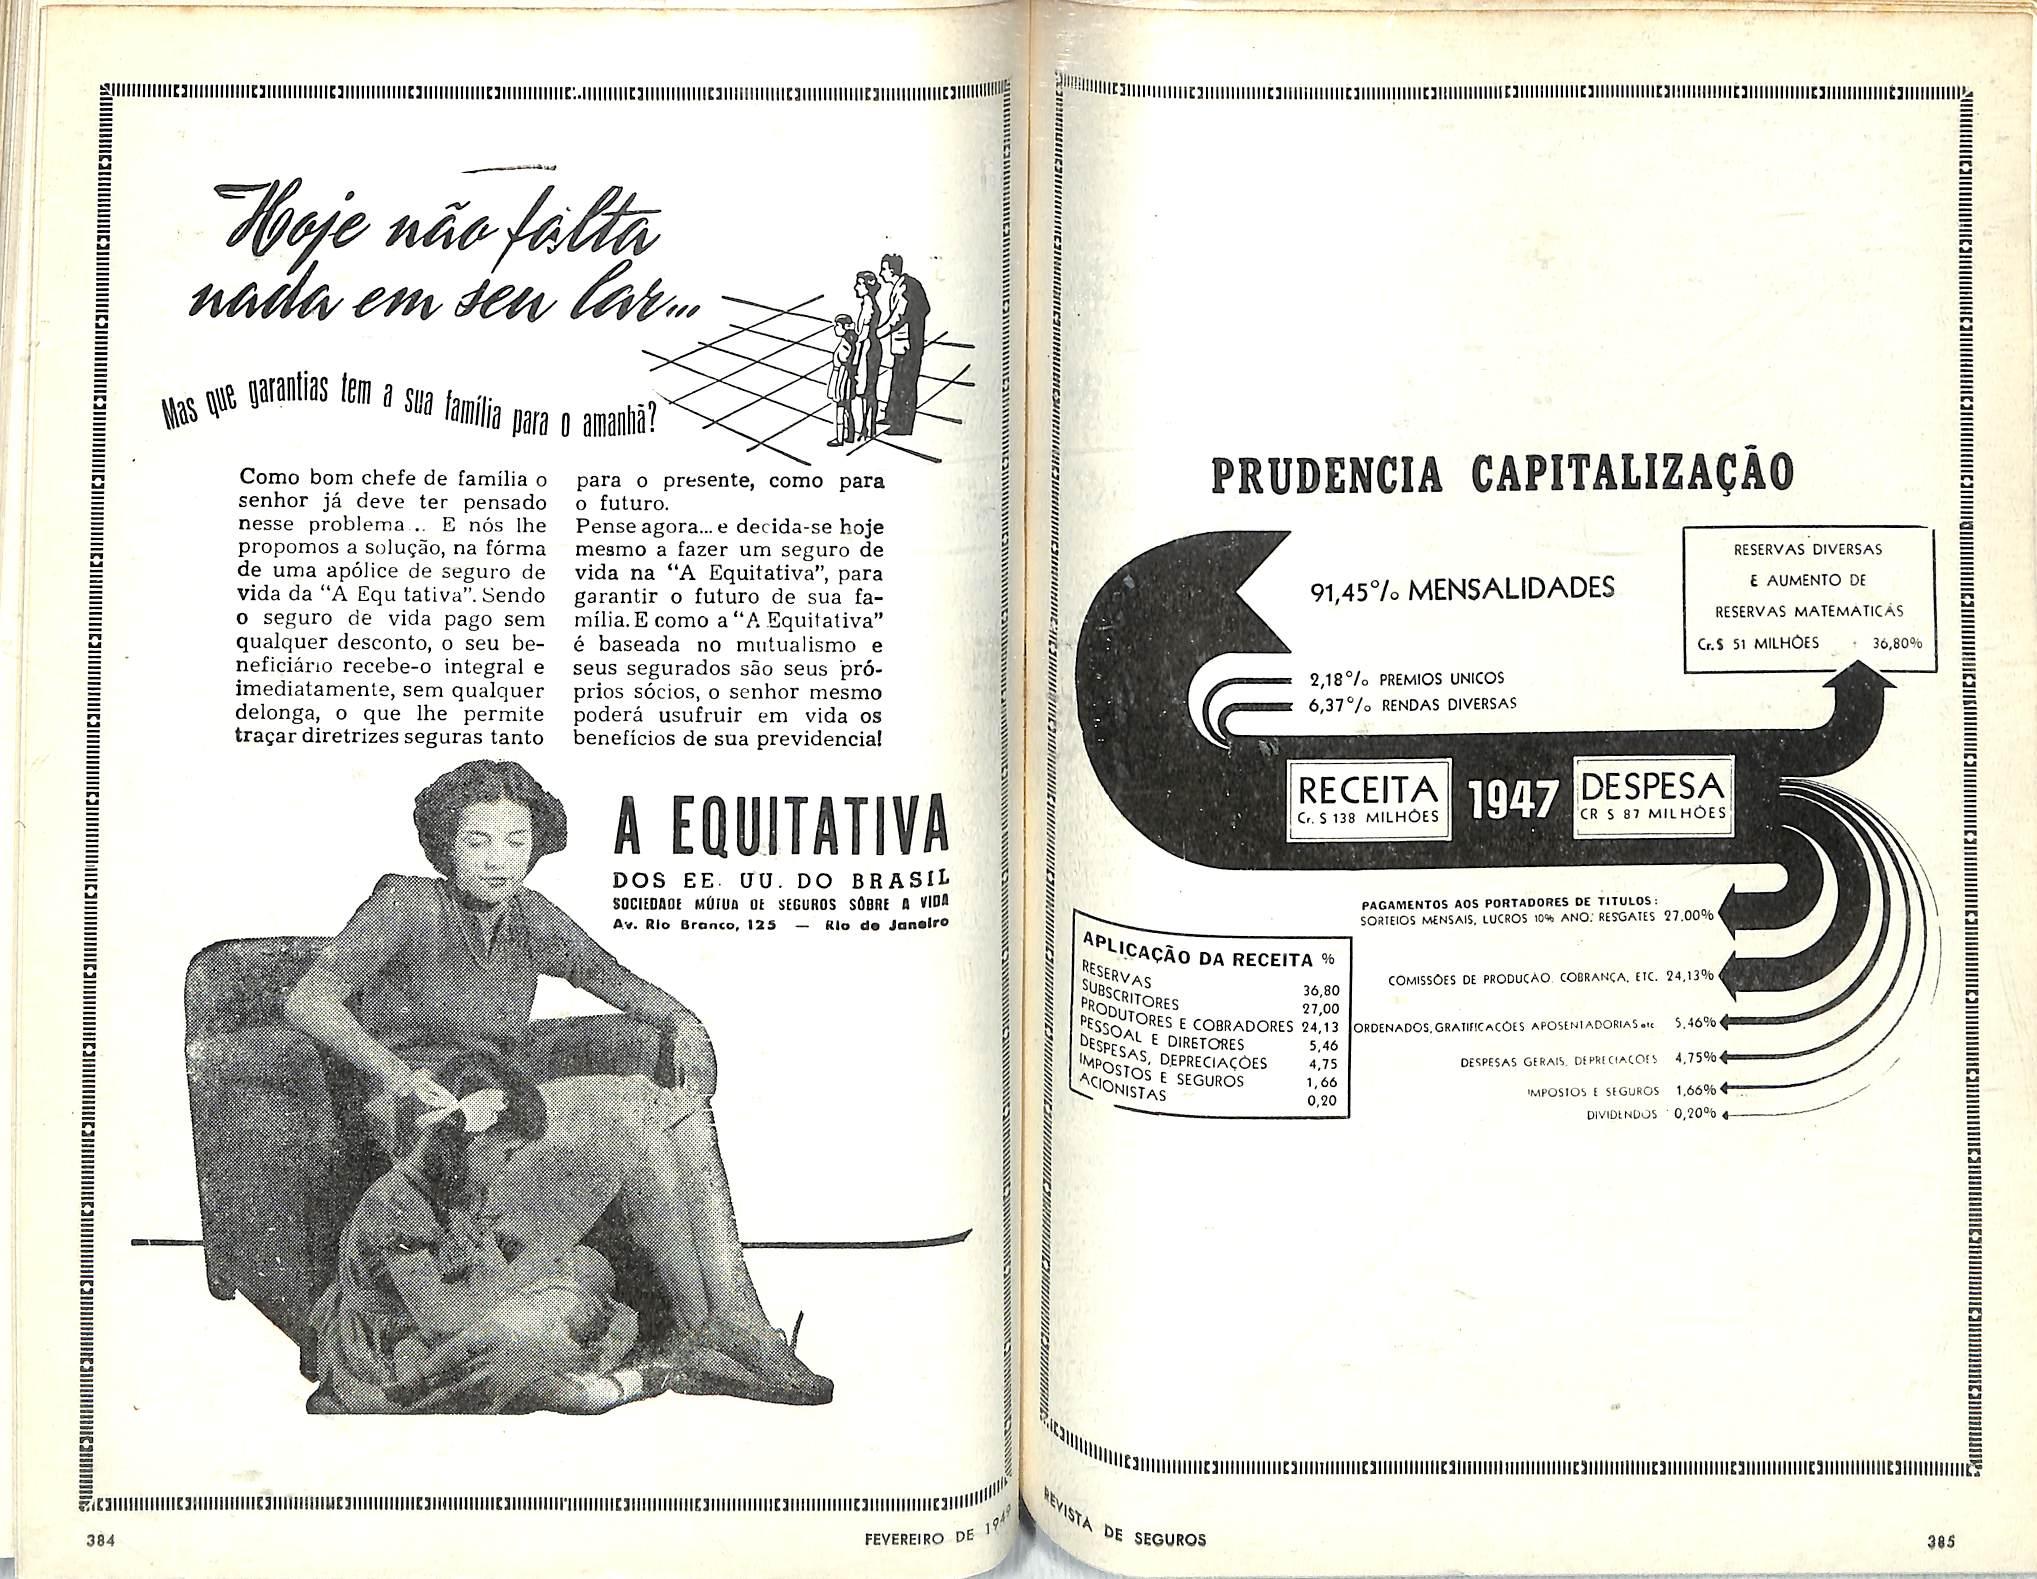 Hoje não falta
nada em seu lar...
Mas que garantias tem a sua família para o amanhã?
Como bom chefe de família o
senhor já deve ter pensado
nesse problema .. E nós lhe
propomos a solução, na fórma
de uma apólice de seguro de
vida da “A Equ tativa”. Sendo
o seguro de vida pago sem
qualquer desconto, o seu be-
neficiário recebe-o integral e
imediatamente, sem qualquer
delonga, o que lhe permite
traçar diretrizes seguras tanto
para o presente, como para
o futuro.
Pense agora... e decida-se hoje
mesmo a fazer um seguro de
vida na “A Equitativa”, para
garantir o futuro de sua fa-
mília. E como a “A Equitativa”
é baseada no mutualismo e
seus segurados são seus pró-
prios sócios, o senhor mesmo
poderá usufruir em vida os
benefícios de sua previdencia!
A EQUITATIVA
DOS EE. UU. DO BRASIL
SOCIEDADE MÚTUA DE SEGUROS SÔBRE A VIDA
Av. Rio Branco, 125 — Rio de Janeiro
384
FEVEREIRO DE 1949
PRUDENCIA CAPITALIZAÇÃO
91,45% MENSALIDADES
2,18% PREMIOS UNICOS
6,37% RENDAS DIVERSAS
RESERVAS DIVERSAS
E AUMENTO DE
RESERVAS MATEMATICAS
Cr.$ 51 MILHÕES - 36,80%
RECEITA
Cr. $ 138 MILHÕES
1947
DESPESA
CR $ 87 MILHÕES
PAGAMENTOS AOS PORTADORES DE TITULOS:
SORTEIOS MENSAIS, LUCROS 10% ANO; RESGATES 27,00%
COMISSÕES DE PRODUÇAO. COBRANÇA, ETC. 24,13%
ORDENADOS, GRATIFICACOES APOSENTADORIAS etc 5,46%
DESPESAS GERAIS, DEPRECIACOES 4,75%
IMPOSTOS E SEGUROS 1,66%
DIVIDENDOS 0,20%
APLICAÇÃO DA RECEITA %
RESERVAS 36,80
SUBSCRITORES 27,00
PRODUTORES E COBRADORES 24,13
PESSOAL E DIRETORES 5,46
DESPESAS, DEPRECIAÇÕES 4,75
IMPOSTOS E SEGUROS 1,66
ACIONISTAS 0,20
REVISTA DE SEGUROS
385